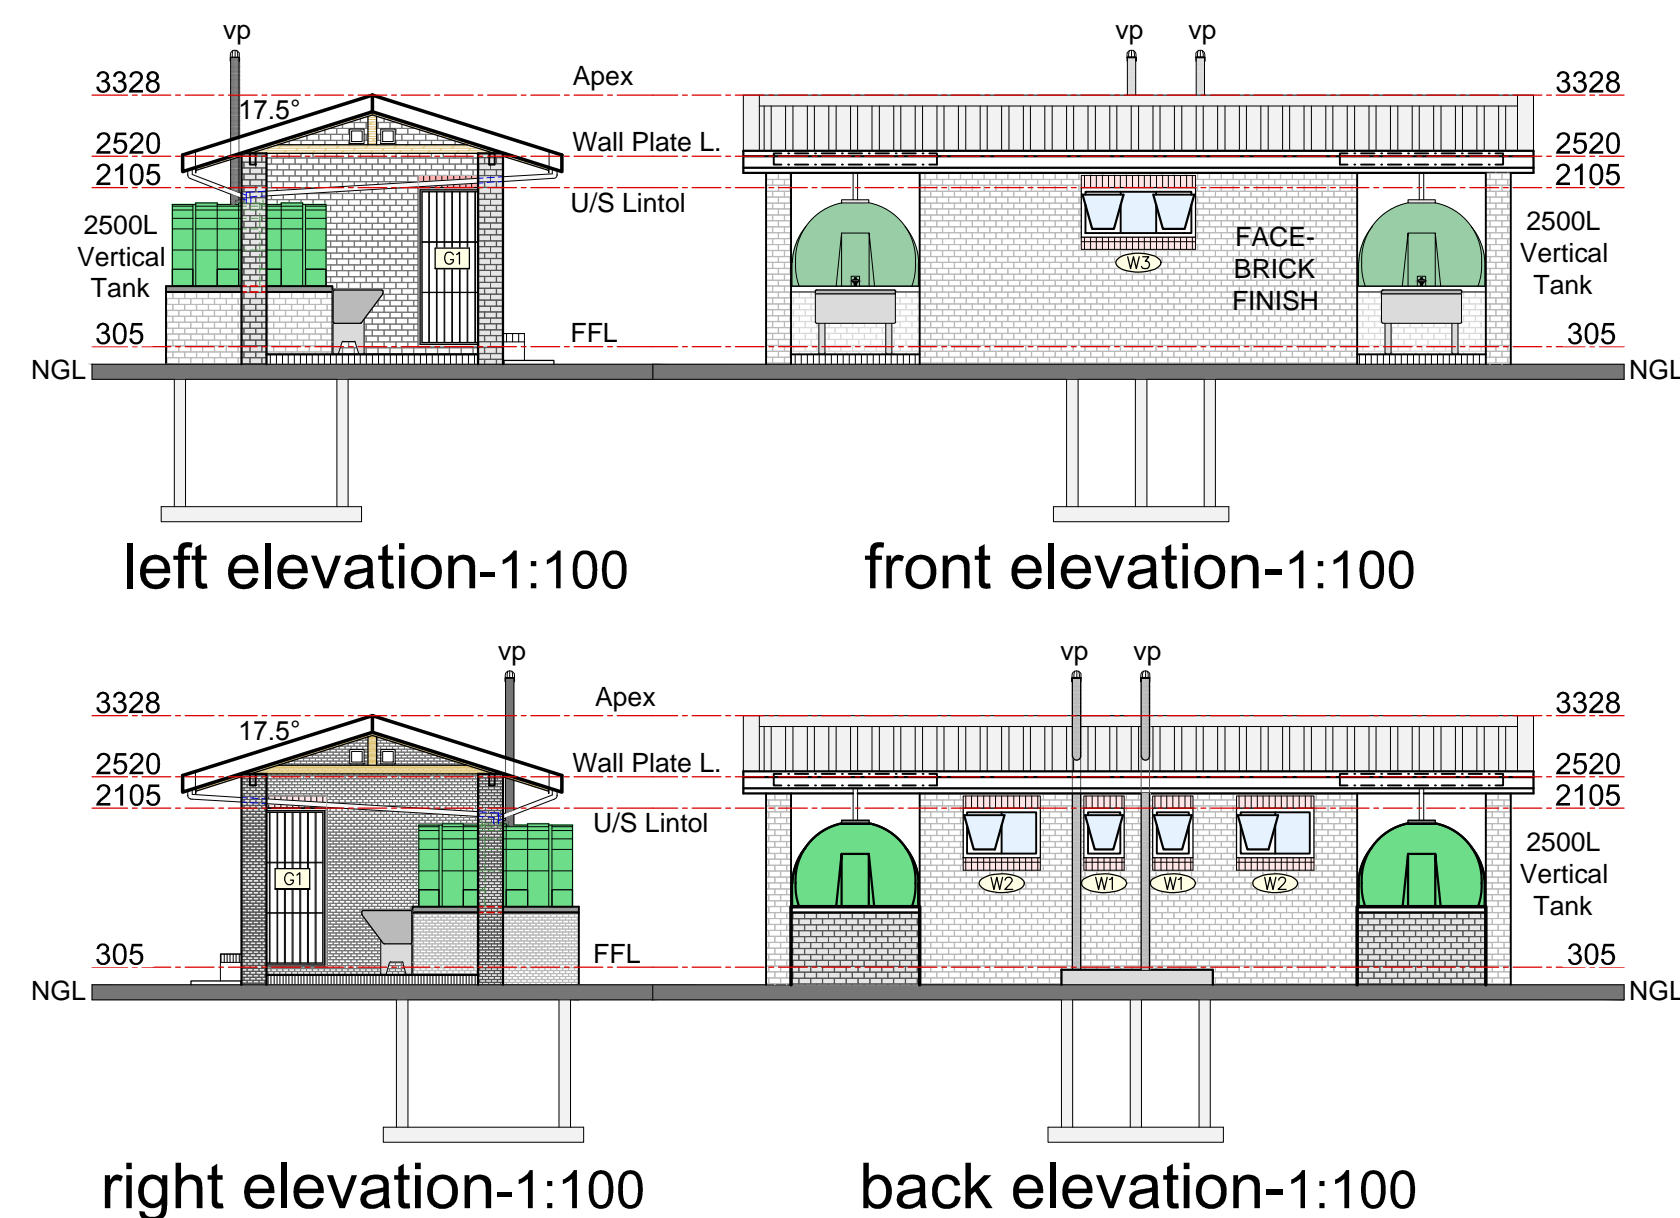 vp
3328
17.5°
Apex
2520
Wall Plate L.
2105
U/S Lintol
2500L
Vertical
Tank
G1
305
FFL
NGL
left elevation-1:100
vp vp
3328
2520
2105
2500L
Vertical
Tank
FACE-
BRICK
FINISH
W3
305
NGL
front elevation-1:100
vp
3328
17.5°
Apex
2520
Wall Plate L.
2105
U/S Lintol
G1
305
FFL
NGL
right elevation-1:100
vp vp
3328
2520
2105
2500L
Vertical
Tank
W2 W1 W1 W2
305
NGL
back elevation-1:100